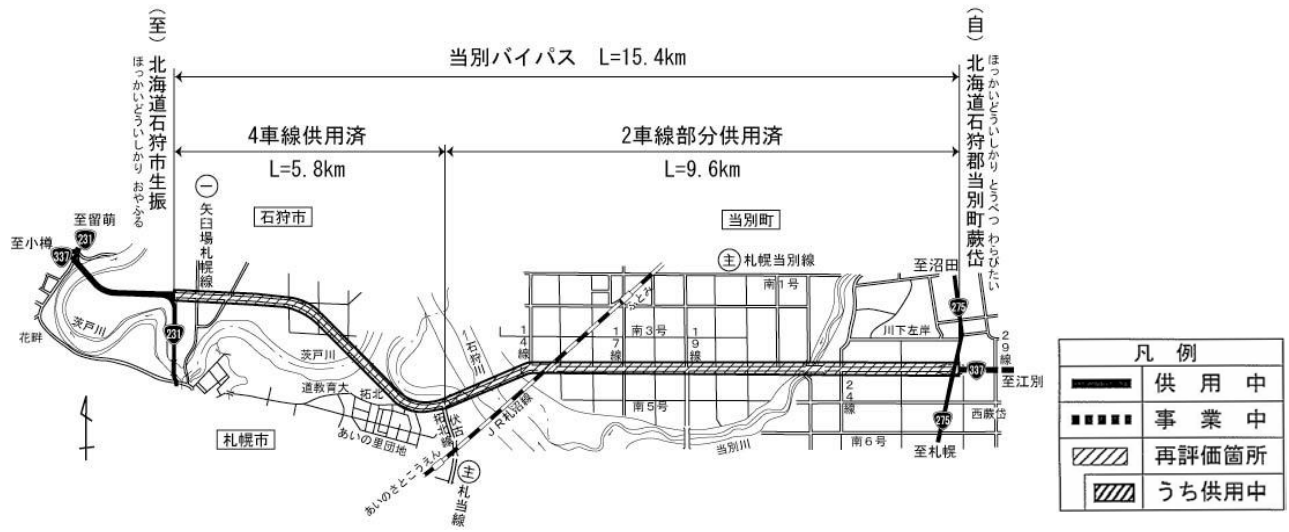 (至)
北海道石狩市生振
ほっかいどういしかり おやふる
(自)
北海道石狩郡当別町蕨岱
ほっかいどういしかり とうべつ わらびたい
当別バイパス L=15.4km
4車線供用済
L=5.8km
2車線部分供用済
L=9.6km
一
矢臼場札幌線
石狩市
当別町
至留萌
231
至小樽
337
主 札幌当別線
至沼田
南1号
275
ふとみ
茨戸川
231
花畔
14線
南3号
17線
19線
川下左岸
29線
石狩川
茨戸川
337
至江別
道教育大
拓北
24線
南5号
西蕨岱
275
伏古拓北線
JR札沼線
あいの里団地
札幌市
当別川
南6号
至札幌
あいのさとこうえん
主
札当線
凡例
供用中
事業中
再評価箇所
うち供用中